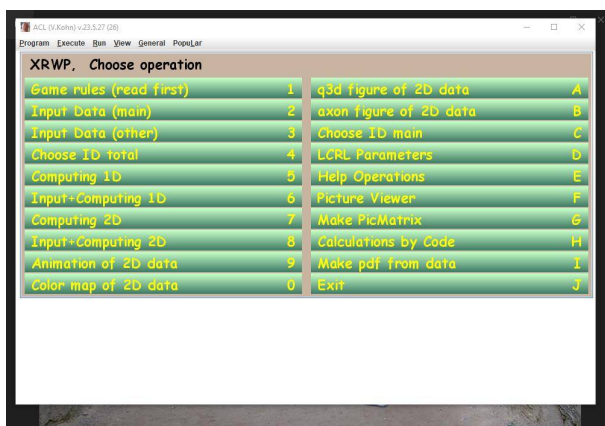 ACL (V.Kohn) v.23.5.27 (26)
Program Execute Run View General PopuLar
XRWP, Choose operation
Game rules (read first) 1
Input Data (main) 2
Input Data (other) 3
Choose ID total 4
Computing 1D 5
Input+Computing 1D 6
Computing 2D 7
Input+Computing 2D 8
Animation of 2D data 9
Color map of 2D data 0
q3d figure of 2D data A
axon figure of 2D data B
Choose ID main C
LCRL Parameters D
Help Operations E
Picture Viewer F
Make PicMatrix G
Calculations by Code H
Make pdf from data I
Exit J